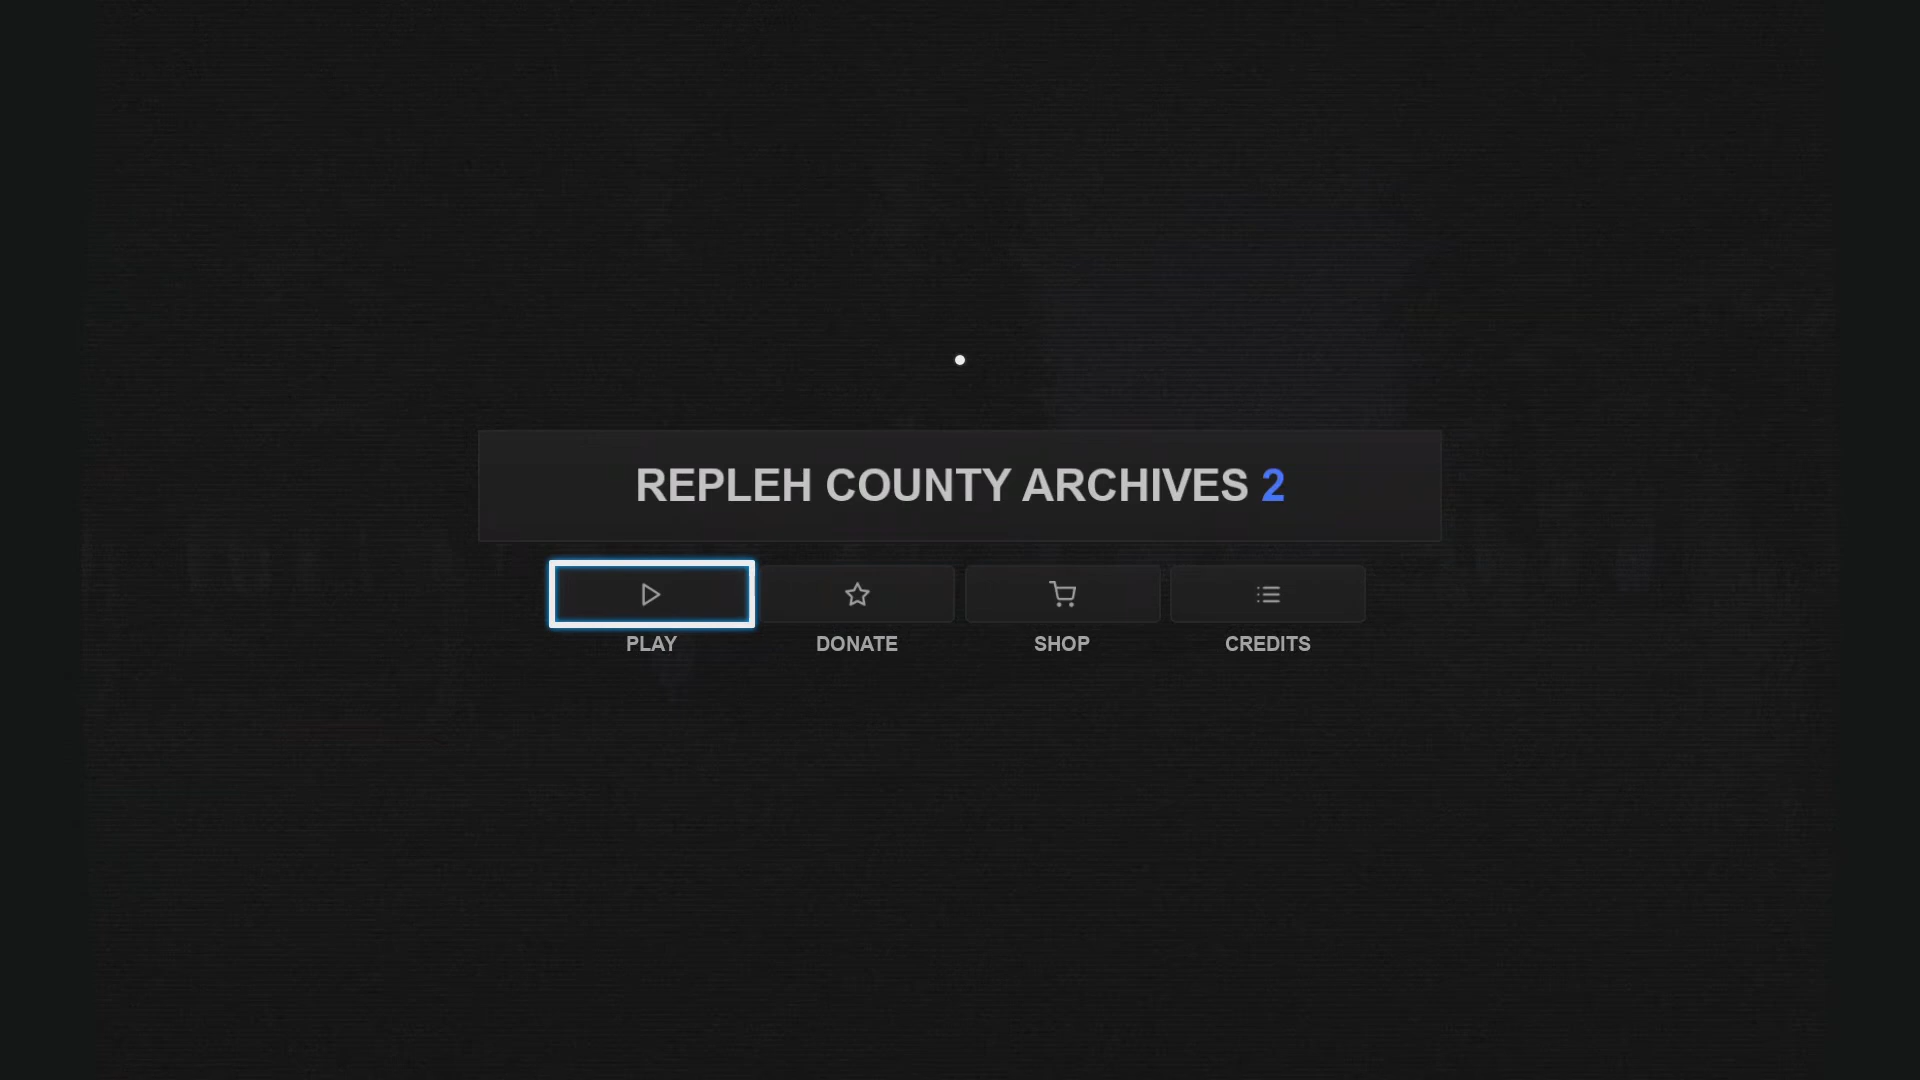 REPLEH COUNTY ARCHIVES 2
PLAY
DONATE
SHOP
CREDITS